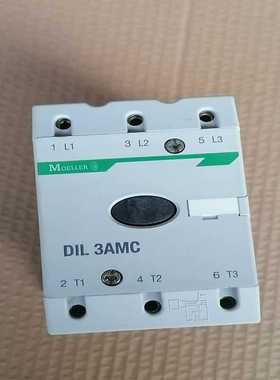 1 L1 3 L2 5 L3
MOELLER
DIL 3AMC
2 T1 4 T2 6 T3